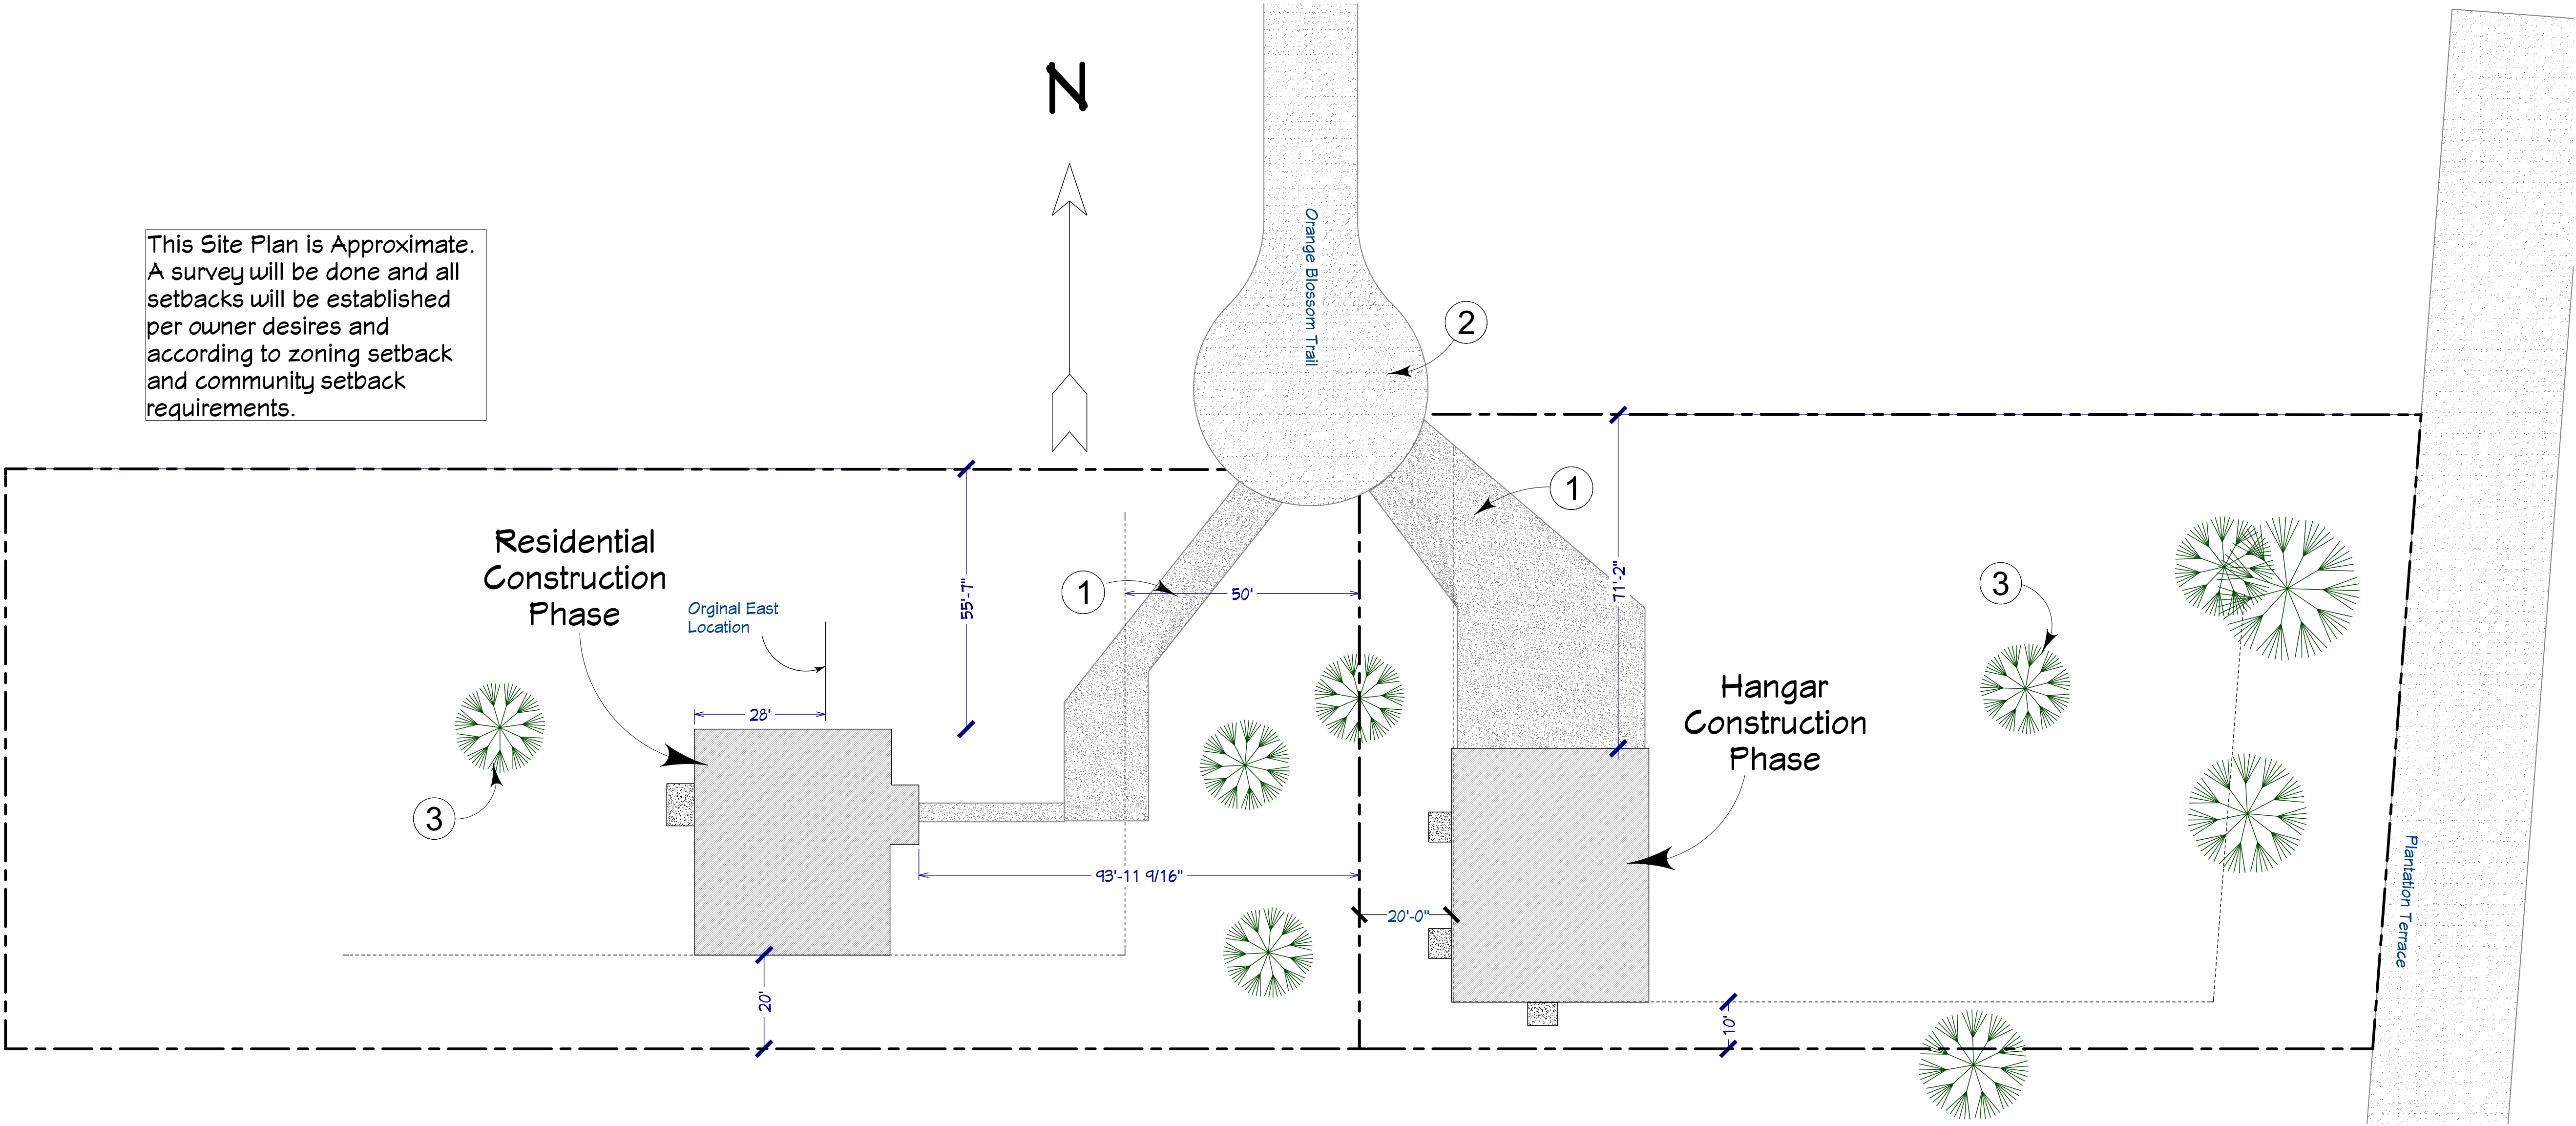 N
Orange Blossom Trail
2
This Site Plan is Approximate.
A survey will be done and all
setbacks will be established
per owner desires and
according to zoning setback
and community setback
requirements.
1
Residential
Construction
Phase
Orginal East
Location
55'-7"
1
50'
71'-2"
3
28'
Hangar
Construction
Phase
3
93'-11 9/16"
20'-0"
20'
10'
Plantation Terrace